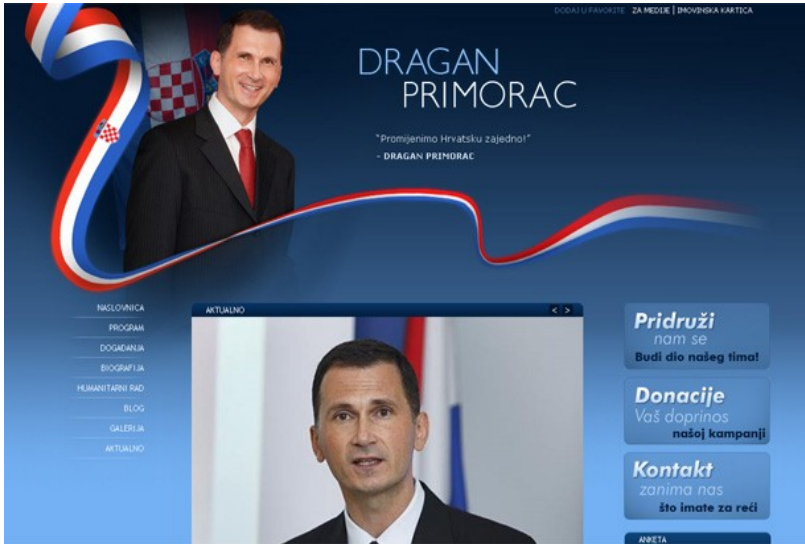 DODAJ U FAVORITE ZA MEDIJE | IMOVINSKA KARTICA
DRAGAN
PRIMORAC
"Promijenimo Hrvatsku zajedno!"
- DRAGAN PRIMORAC
NASLOVNICA
PROGRAM
DOGAĐANJA
BIOGRAFIJA
HUMANITARNI RAD
BLOG
GALERIJA
AKTUALNO
AKTUALNO < >
Pridruži
nam se
Budi dio našeg tima!
Donacije
Vaš doprinos
našoj kampanji
Kontakt
zanima nas
što imate za reći
ANKETA